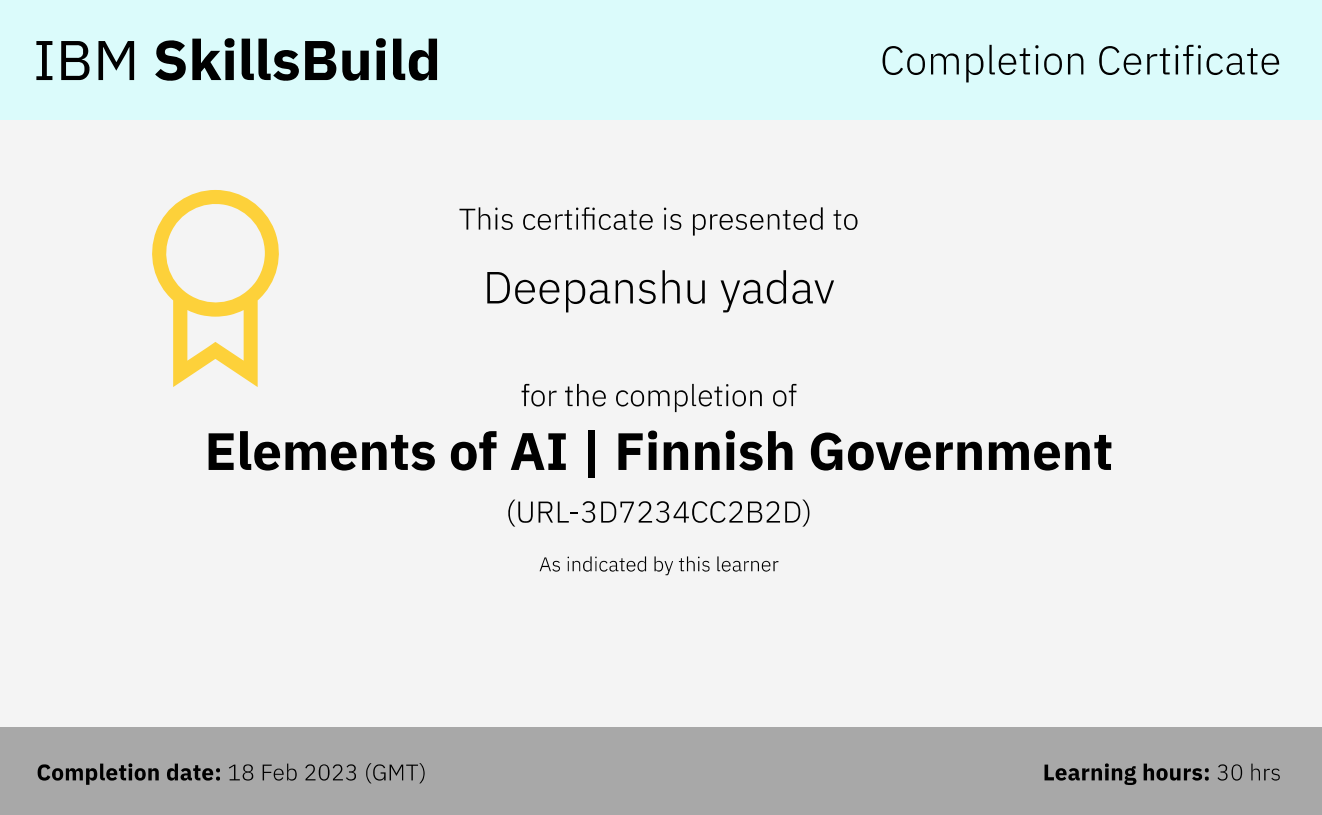 IBM SkillsBuild
Completion Certificate
This certificate is presented to
Deepanshu yadav
for the completion of
Elements of AI | Finnish Government
(URL-3D7234CC2B2D)
As indicated by this learner
Completion date: 18 Feb 2023 (GMT)
Learning hours: 30 hrs